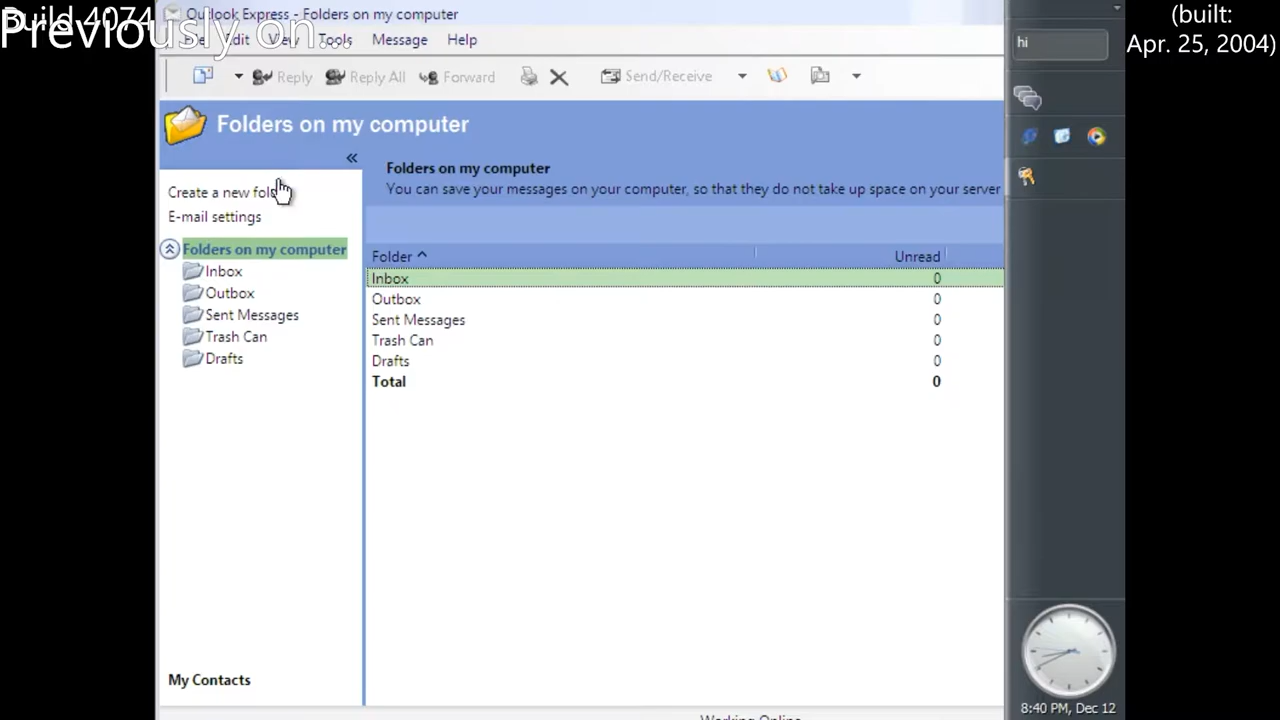 Build 4074
Previously on...
(built:
Apr. 25, 2004)
Outlook Express - Folders on my computer
Edit View Tools Message Help
Reply Reply All Forward Send/Receive
hi
Folders on my computer
«
Create a new fol
E-mail settings
Folders on my computer
Inbox
Outbox
Sent Messages
Trash Can
Drafts
My Contacts
Folders on my computer
You can save your messages on your computer, so that they do not take up space on your server
Folder Unread
Inbox 0
Outbox 0
Sent Messages 0
Trash Can 0
Drafts 0
Total 0
Working Online
8:40 PM, Dec 12